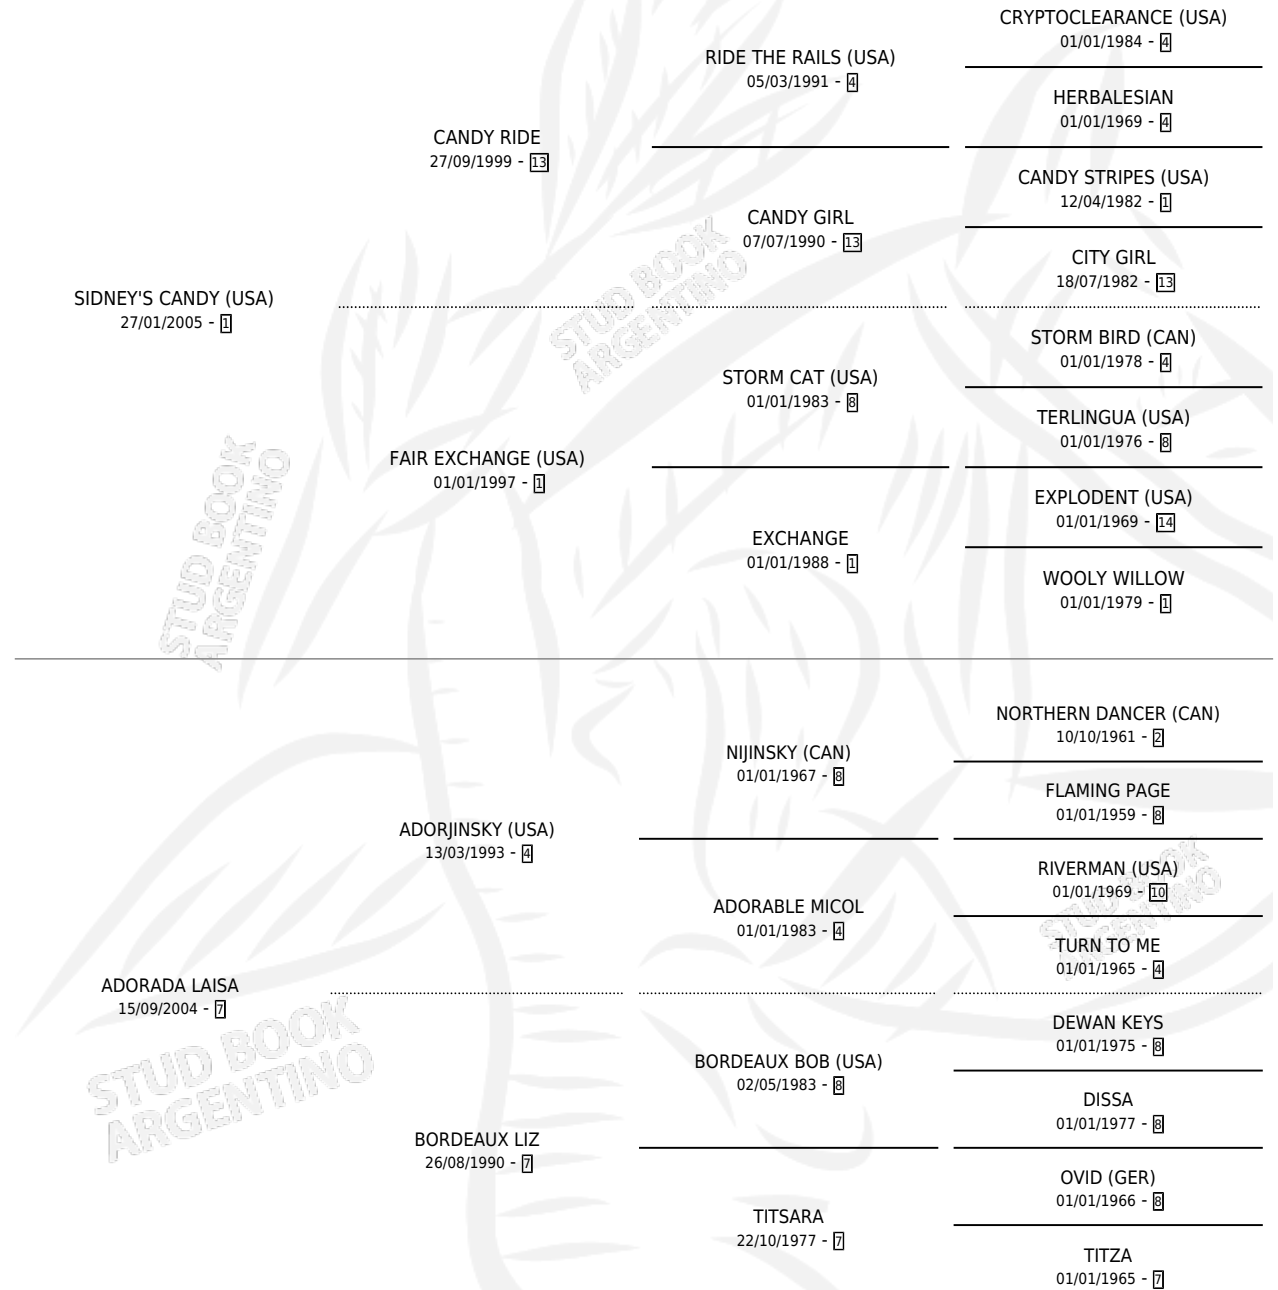 CRYPTOCLEARANCE (USA)
01/01/1984 - 4
RIDE THE RAILS (USA)
05/03/1991 - 4
HERBALESIAN
01/01/1969 - 4
CANDY RIDE
27/09/1999 - 13
CANDY STRIPES (USA)
12/04/1982 - 1
CANDY GIRL
07/07/1990 - 13
CITY GIRL
18/07/1982 - 13
SIDNEY'S CANDY (USA)
27/01/2005 - 1
STORM BIRD (CAN)
01/01/1978 - 4
STORM CAT (USA)
01/01/1983 - 8
TERLINGUA (USA)
01/01/1976 - 8
FAIR EXCHANGE (USA)
01/01/1997 - 1
EXPLODENT (USA)
01/01/1969 - 14
EXCHANGE
01/01/1988 - 1
WOOLY WILLOW
01/01/1979 - 1
STUD BOOK
ARGENTINO
STUD BOOK
ARGENTINO
NORTHERN DANCER (CAN)
10/10/1961 - 2
NIJINSKY (CAN)
01/01/1967 - 8
FLAMING PAGE
01/01/1959 - 8
ADORJINSKY (USA)
13/03/1993 - 4
RIVERMAN (USA)
01/01/1969 - 10
ADORABLE MICOL
01/01/1983 - 4
TURN TO ME
01/01/1965 - 4
STUD BOOK
ARGENTINO
ADORADA LAISA
15/09/2004 - 7
DEWAN KEYS
01/01/1975 - 8
BORDEAUX BOB (USA)
02/05/1983 - 8
DISSA
01/01/1977 - 8
BORDEAUX LIZ
26/08/1990 - 7
OVID (GER)
01/01/1966 - 8
TITSARA
22/10/1977 - 7
TITZA
01/01/1965 - 7
STUD BOOK
ARGENTINO